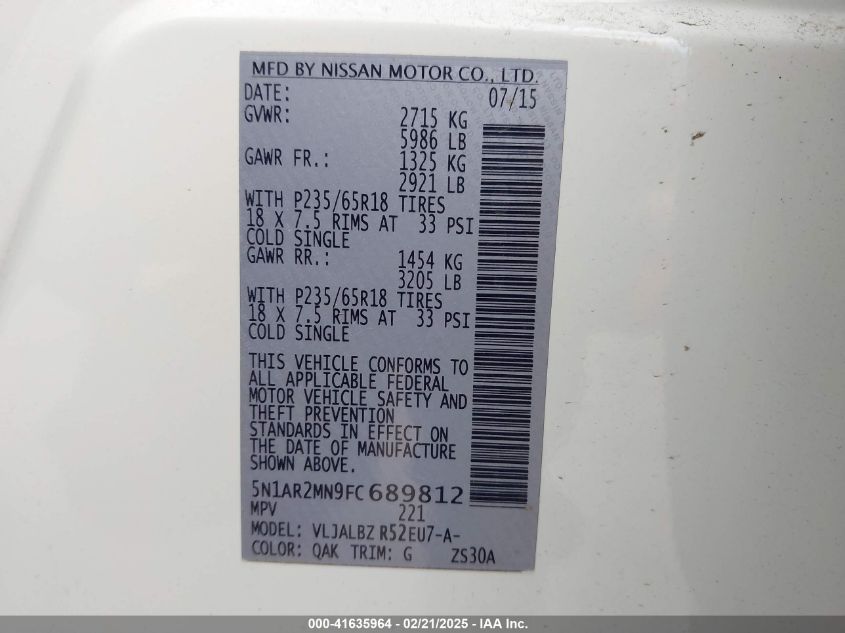 MFD BY NISSAN MOTOR CO., LTD.
DATE: 07/15
GVWR: 2715 KG
5986 LB
GAWR FR.: 1325 KG
2921 LB
WITH P235/65R18 TIRES
18 X 7.5 RIMS AT 33 PSI
COLD SINGLE
GAWR RR.: 1454 KG
3205 LB
WITH P235/65R18 TIRES
18 X 7.5 RIMS AT 33 PSI
COLD SINGLE
THIS VEHICLE CONFORMS TO
ALL APPLICABLE FEDERAL
MOTOR VEHICLE SAFETY AND
THEFT PREVENTION
STANDARDS IN EFFECT ON
THE DATE OF MANUFACTURE
SHOWN ABOVE.
5N1AR2MN9FC689812
MPV 221
MODEL: VLJALBZ R52EU7-A-
COLOR: QAK TRIM: G ZS30A
000-41635964 - 02/21/2025 - IAA Inc.